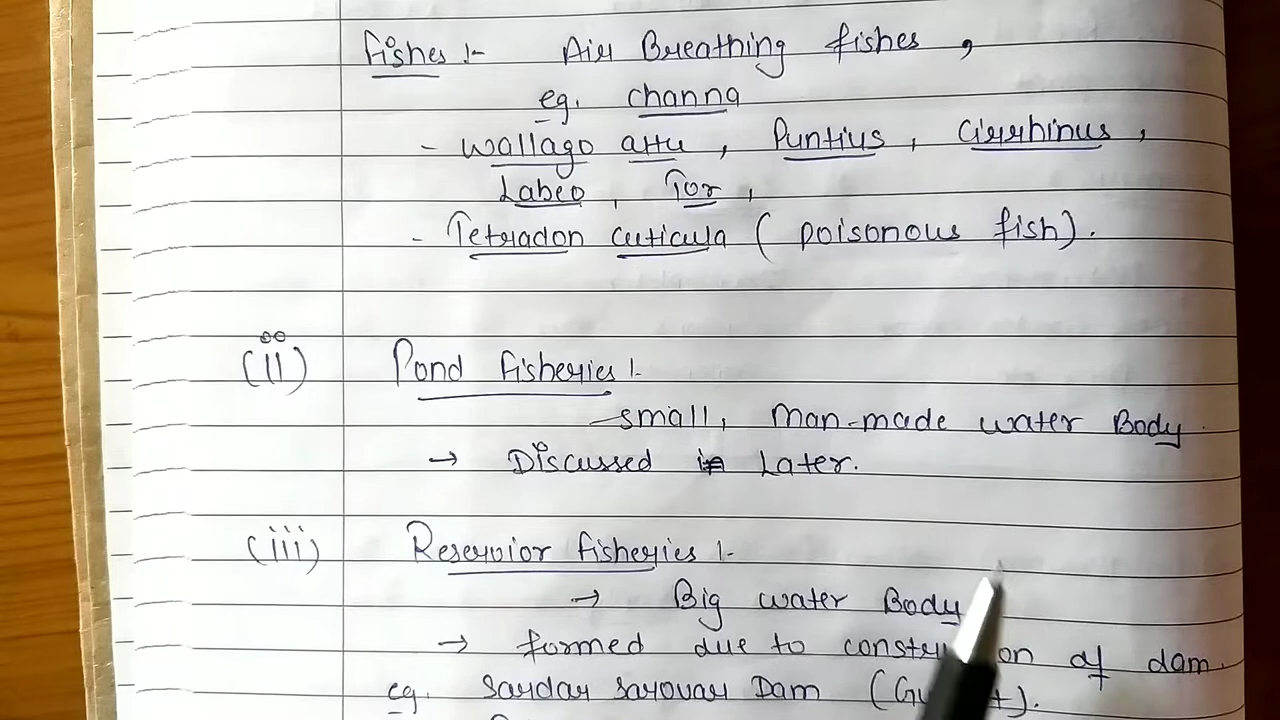 Fishes :- Air Breathing fishes,
eg. channa
- Wallago attu, Puntius, Cirrhinus,
Labeo, Tor,
- Tetradon cuticula (poisonous fish).
(ii) Pond fisheries :-
- small, Man-made water Body.
→ Discussed in Later.
(iii) Reservior fisheries :-
→ Big water Body
→ formed due to construction of dam.
eg. Sardar Sarovar Dam